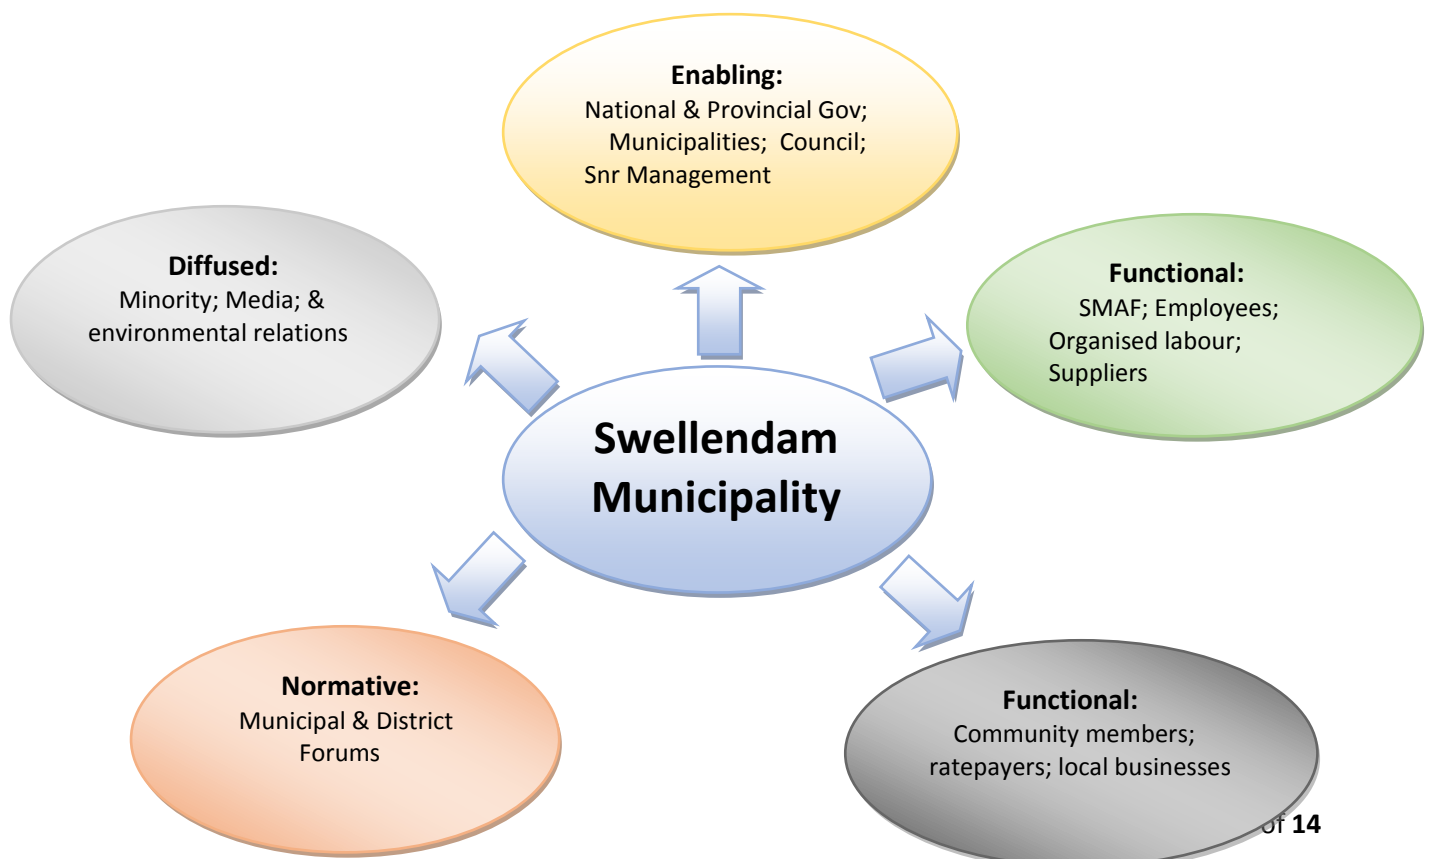 Enabling:
National & Provincial Gov;
Municipalities; Council;
Snr Management
Diffused:
Minority; Media; &
environmental relations
Functional:
SMAF; Employees;
Organised labour;
Suppliers
Swellendam
Municipality
Normative:
Municipal & District
Forums
Functional:
Community members;
ratepayers; local businesses
of 14